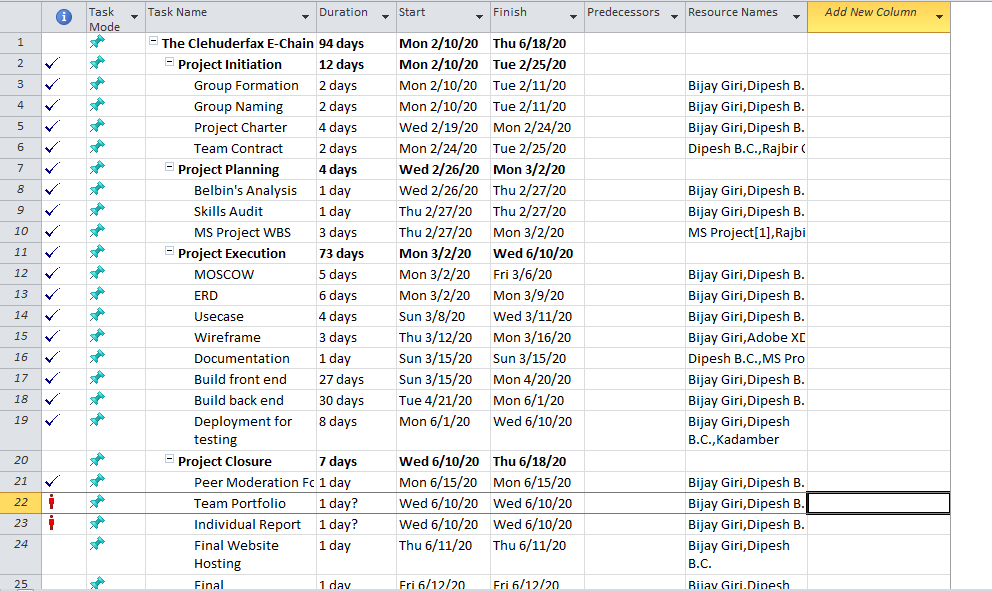 Task Mode Task Name Duration Start Finish Predecessors Resource Names Add New Column
1 The Clehuderfax E-Chain 94 days Mon 2/10/20 Thu 6/18/20
2 Project Initiation 12 days Mon 2/10/20 Tue 2/25/20
3 Group Formation 2 days Mon 2/10/20 Tue 2/11/20 Bijay Giri,Dipesh B.
4 Group Naming 2 days Mon 2/10/20 Tue 2/11/20 Bijay Giri,Dipesh B.
5 Project Charter 4 days Wed 2/19/20 Mon 2/24/20 Bijay Giri,Dipesh B.
6 Team Contract 2 days Mon 2/24/20 Tue 2/25/20 Dipesh B.C.,Rajbir
7 Project Planning 4 days Wed 2/26/20 Mon 3/2/20
8 Belbin's Analysis 1 day Wed 2/26/20 Thu 2/27/20 Bijay Giri,Dipesh B.
9 Skills Audit 1 day Thu 2/27/20 Thu 2/27/20 Bijay Giri,Dipesh B.
10 MS Project WBS 3 days Thu 2/27/20 Mon 3/2/20 MS Project[1],Rajbi
11 Project Execution 73 days Mon 3/2/20 Wed 6/10/20
12 MOSCOW 5 days Mon 3/2/20 Fri 3/6/20 Bijay Giri,Dipesh B.
13 ERD 6 days Mon 3/2/20 Mon 3/9/20 Bijay Giri,Dipesh B.
14 Usecase 4 days Sun 3/8/20 Wed 3/11/20 Bijay Giri,Dipesh B.
15 Wireframe 3 days Thu 3/12/20 Mon 3/16/20 Bijay Giri,Adobe XD
16 Documentation 1 day Sun 3/15/20 Sun 3/15/20 Dipesh B.C.,MS Pro
17 Build front end 27 days Sun 3/15/20 Mon 4/20/20 Bijay Giri,Dipesh B.
18 Build back end 30 days Tue 4/21/20 Mon 6/1/20 Bijay Giri,Dipesh B.
19 Deployment for testing 8 days Mon 6/1/20 Wed 6/10/20 Bijay Giri,Dipesh B.C.,Kadamber
20 Project Closure 7 days Wed 6/10/20 Thu 6/18/20
21 Peer Moderation Fo 1 day Mon 6/15/20 Mon 6/15/20 Bijay Giri,Dipesh B.
22 Team Portfolio 1 day? Wed 6/10/20 Wed 6/10/20 Bijay Giri,Dipesh B.
23 Individual Report 1 day? Wed 6/10/20 Wed 6/10/20 Bijay Giri,Dipesh B.
24 Final Website Hosting 1 day Thu 6/11/20 Thu 6/11/20 Bijay Giri,Dipesh B.C.
25 Final 1 day Fri 6/12/20 Fri 6/12/20 Bijay Giri,Dipesh